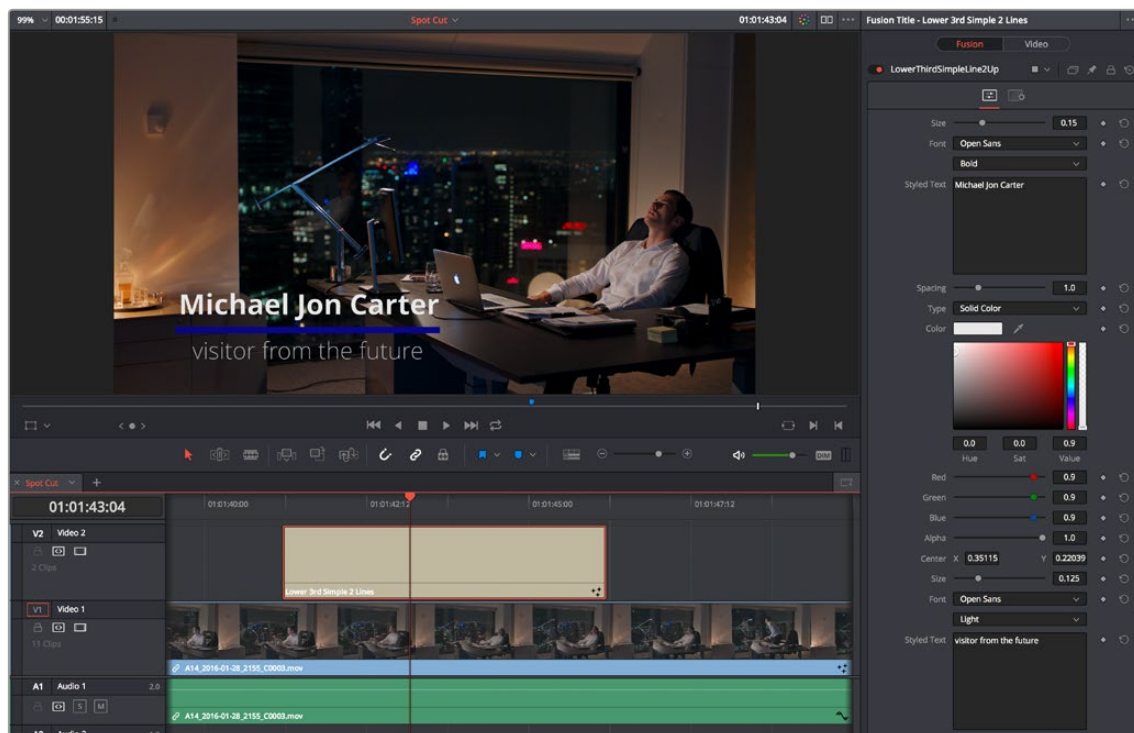 99% 00:01:55:15 Spot Cut 01:01:43:04 Fusion Title - Lower 3rd Simple 2 Lines
Fusion Video
LowerThirdSimpleLine2Up
Size 0.15
Font Open Sans
Bold
Styled Text Michael Jon Carter
Michael Jon Carter
visitor from the future
Spacing 1.0
Type Solid Color
Color
0.0 0.0 0.9
Hue Sat Value
Red 0.9
Green 0.9
Blue 0.9
Alpha 1.0
Center X 0.35115 Y 0.22039
Size 0.125
Font Open Sans
Light
Styled Text visitor from the future
DIM
Spot Cut
01:01:43:04 01:01:40:00 01:01:42:12 01:01:45:00 01:01:47:12
V2 Video 2
2 Clips
Lower 3rd Simple 2 Lines
V1 Video 1
11 Clips
A14_2016-01-28_2155_C0003.mov
A1 Audio 1 2.0
S M
A14_2016-01-28_2155_C0003.mov